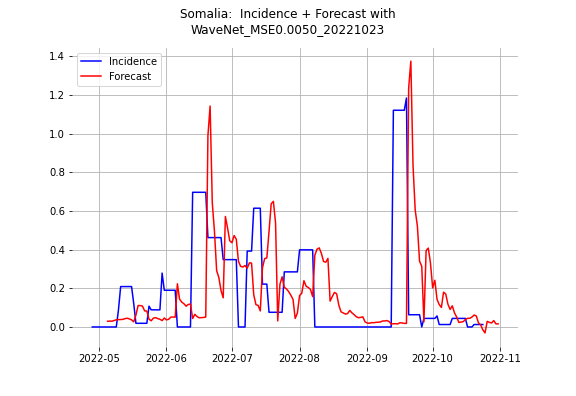 Somalia:  Incidence + Forecast with
WaveNet_MSE0.0050_20221023
Incidence
Forecast
1.4
1.2
1.0
0.8
0.6
0.4
0.2
0.0
2022-05 2022-06 2022-07 2022-08 2022-09 2022-10 2022-11